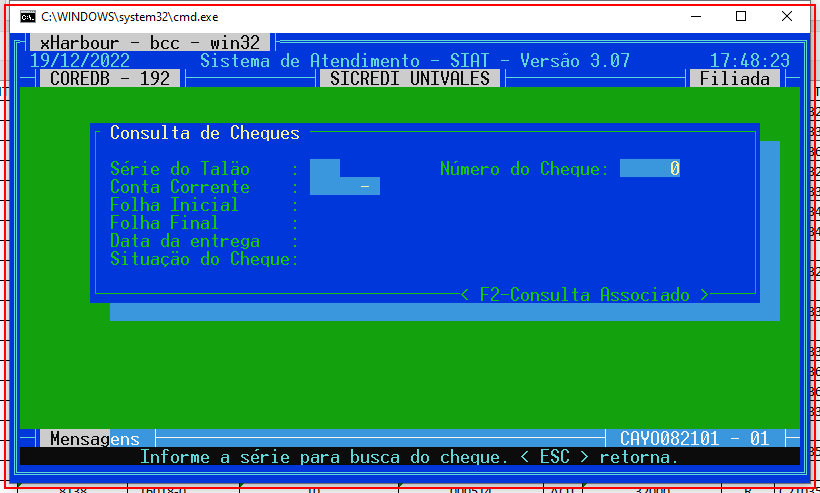 C:\WINDOWS\system32\cmd.exe
xHarbour - bcc - win32
19/12/2022 Sistema de Atendimento - SIAT - Versão 3.07 17:48:23
COREDB - 192 SICREDI UNIVALES Filiada
Consulta de Cheques
Série do Talão : Número do Cheque: 0
Conta Corrente : -
Folha Inicial :
Folha Final :
Data da entrega :
Situação do Cheque:
< F2-Consulta Associado >
Mensagens CAYO082101 - 01
Informe a série para busca do cheque. < ESC > retorna.